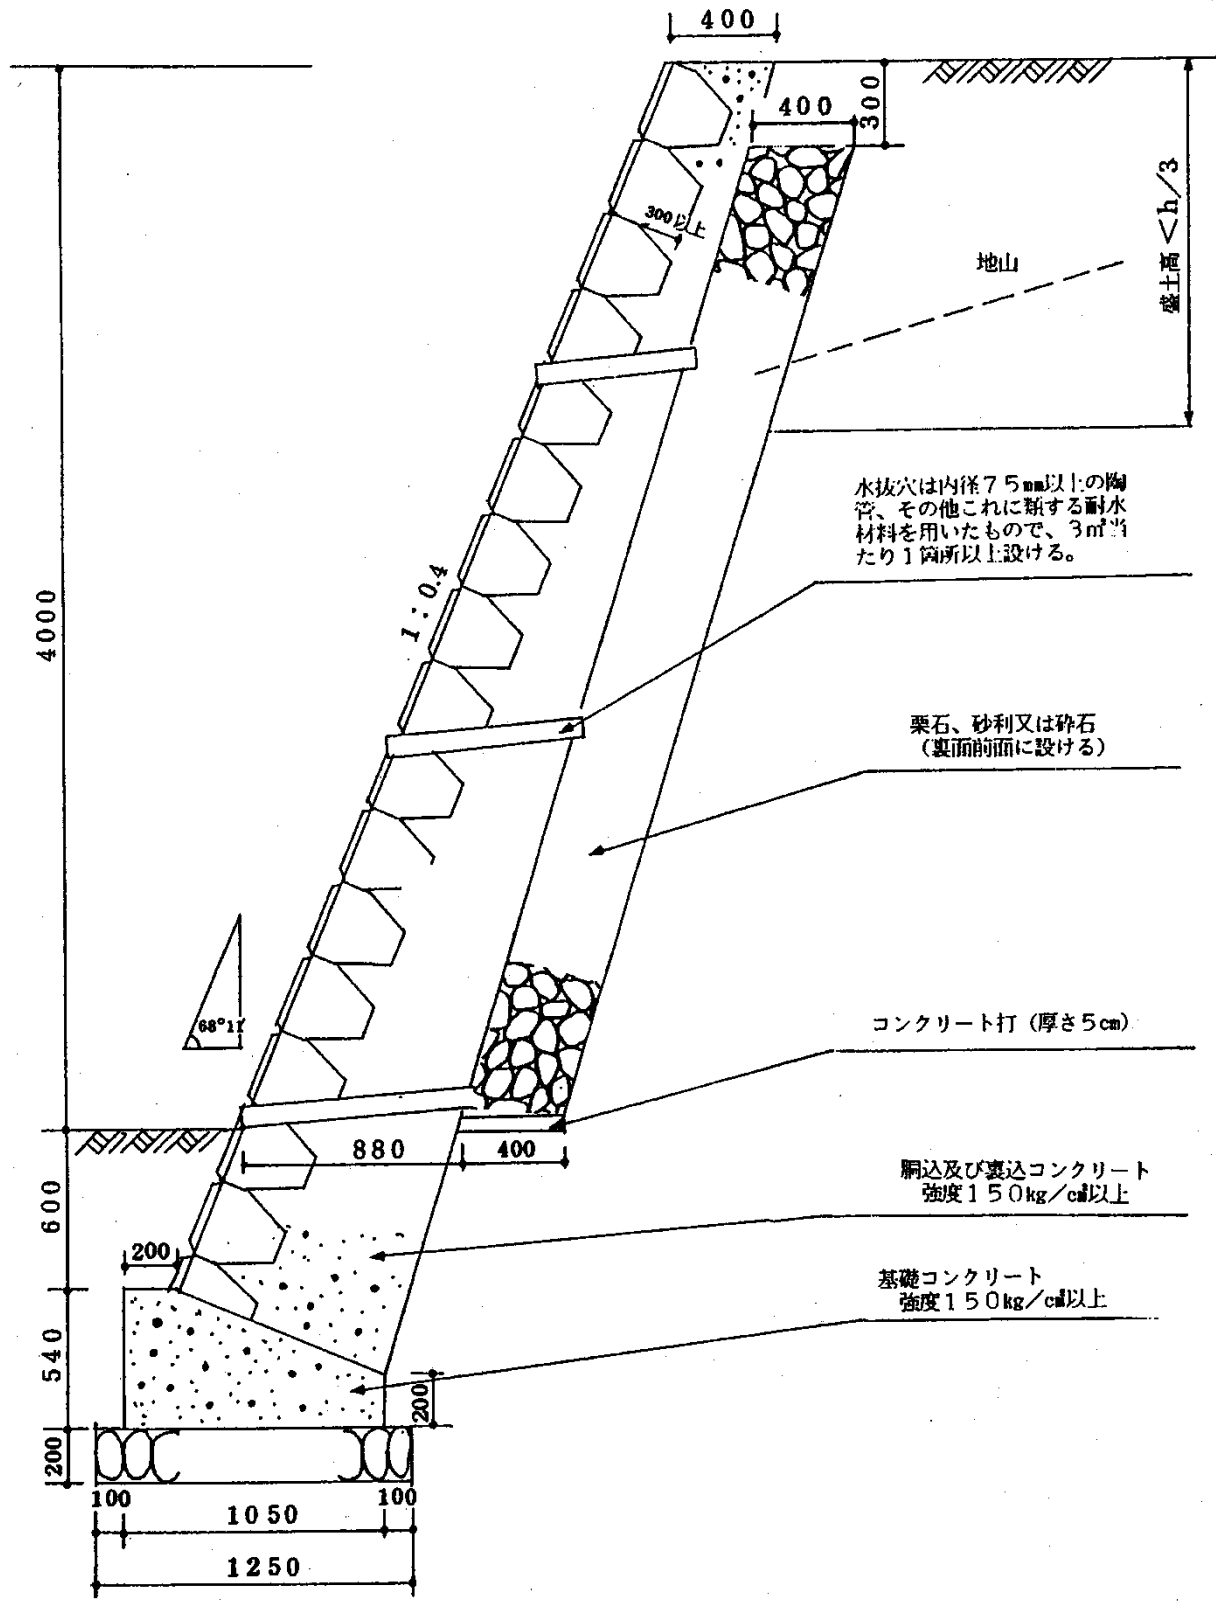 400
400
300
300以上
盛土高＜h/3
地山
水抜穴は内径75mm以上の陶
管、その他これに類する耐水
材料を用いたもので、3㎡当
たり1箇所以上設ける。
1:0.4
4000
栗石、砂利又は砕石
（裏面前面に設ける）
68°11′
コンクリート打（厚さ5cm）
880
400
胴込及び裏込コンクリート
強度150kg/c㎡以上
600
200
基礎コンクリート
強度150kg/c㎡以上
540
200
200
100
100
1050
1250